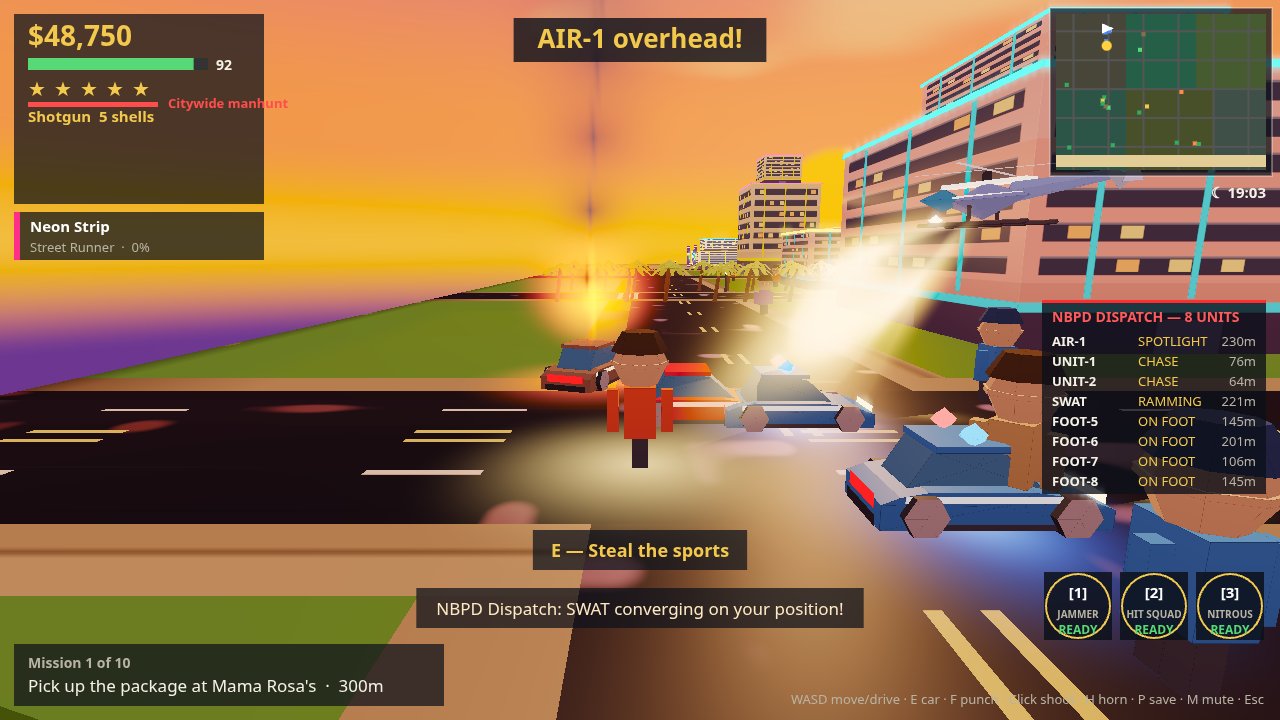 $48,750
92
★ ★ ★ ★ ★
Citywide manhunt
Shotgun 5 shells
Neon Strip
Street Runner · 0%
AIR-1 overhead!
☾ 19:03
NBPD DISPATCH — 8 UNITS
AIR-1 SPOTLIGHT 230m
UNIT-1 CHASE 76m
UNIT-2 CHASE 64m
SWAT RAMMING 221m
FOOT-5 ON FOOT 145m
FOOT-6 ON FOOT 201m
FOOT-7 ON FOOT 106m
FOOT-8 ON FOOT 145m
E — Steal the sports
NBPD Dispatch: SWAT converging on your position!
[1] JAMMER READY
[2] HIT SQUAD READY
[3] NITROUS READY
Mission 1 of 10
Pick up the package at Mama Rosa's · 300m
WASD move/drive · E car · F punch · H horn · P save · M mute · Esc